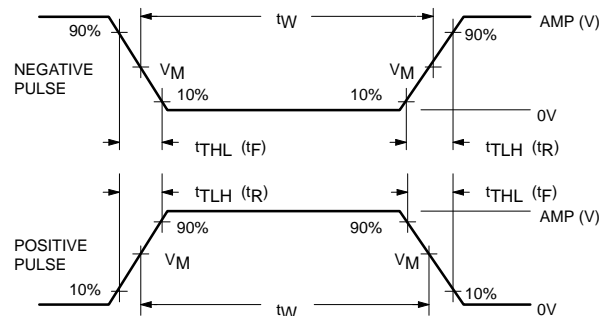 tW
AMP (V)
90%
90%
NEGATIVE
PULSE
VM
VM
10%
10%
0V
tTHL (tF)
tTLH (tR)
tTLH (tR)
tTHL (tF)
AMP (V)
90%
90%
POSITIVE
PULSE
VM
VM
10%
10%
tW
0V